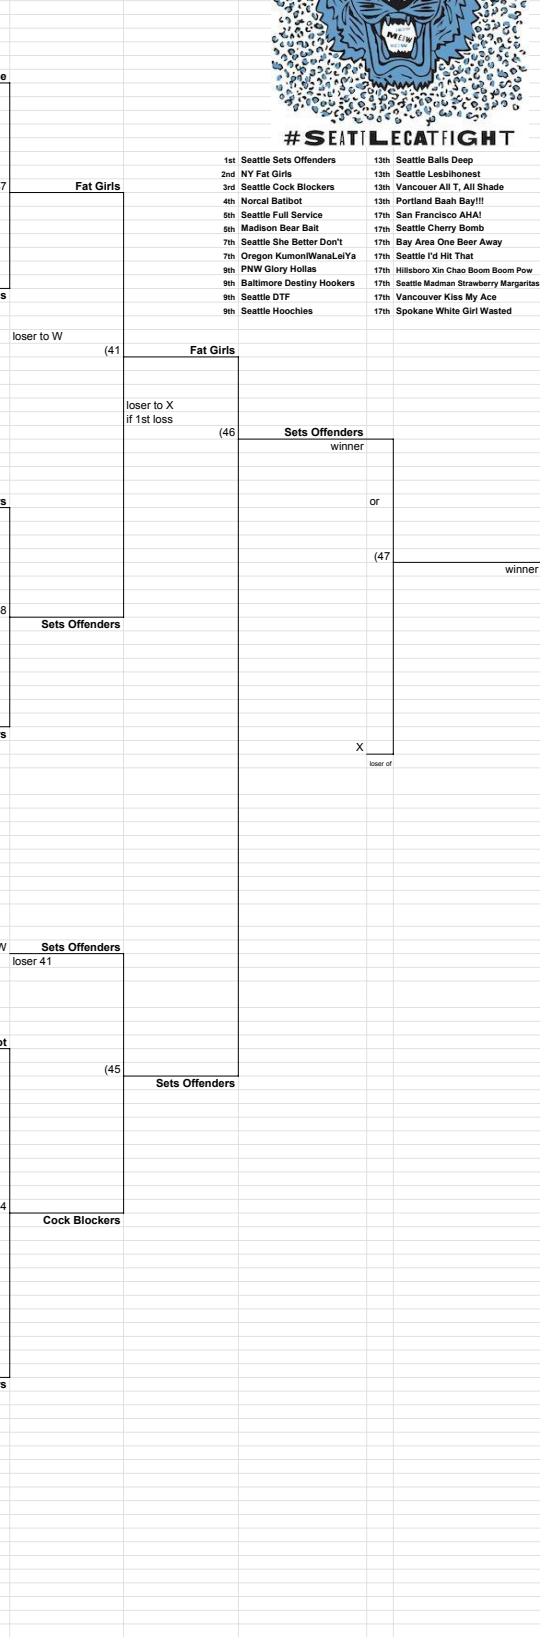 MEIW
#SEATTLECATFIGHT
1st Seattle Sets Offenders 13th Seattle Balls Deep
2nd NY Fat Girls 13th Seattle Lesbihonest
3rd Seattle Cock Blockers 13th Vancouer All T, All Shade
4th Norcal Batibot 13th Portland Baah Bay!!!
5th Seattle Full Service 17th San Francisco AHA!
5th Madison Bear Bait 17th Seattle Cherry Bomb
7th Seattle She Better Don't 17th Bay Area One Beer Away
7th Oregon KumonIWanaLeiYa 17th Seattle I'd Hit That
9th PNW Glory Hollas 17th Hillsboro Xin Chao Boom Boom Pow
9th Baltimore Destiny Hookers 17th Seattle Madman Strawberry Margaritas
9th Seattle DTF 17th Vancouver Kiss My Ace
9th Seattle Hoochies 17th Spokane White Girl Wasted
e
7 Fat Girls
s
loser to W
(41 Fat Girls
loser to X
if 1st loss
(46 Sets Offenders
winner
s or
(47
winner
8
Sets Offenders
s
X
loser of
W Sets Offenders
loser 41
ot
(45
Sets Offenders
4
Cock Blockers
s